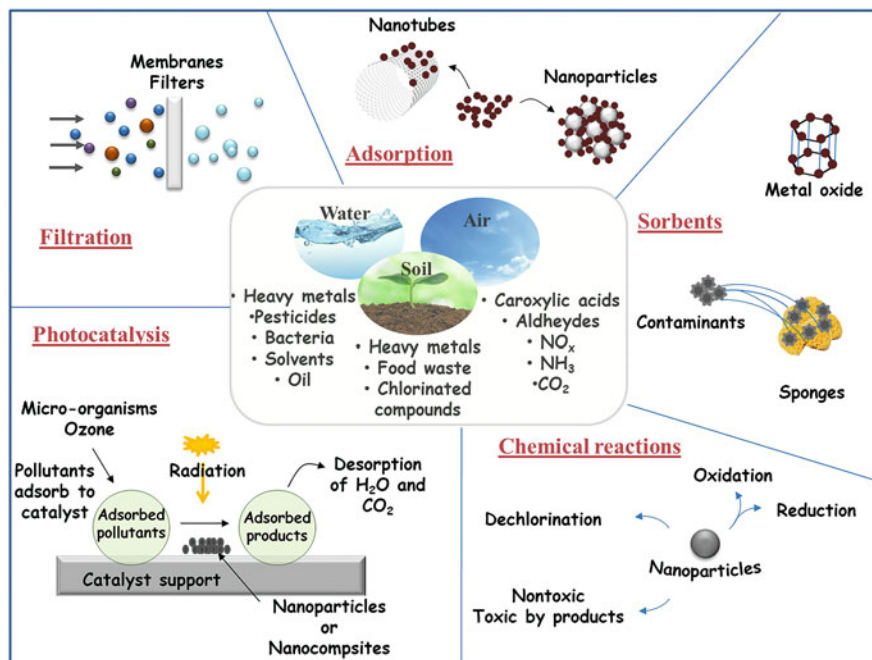 Membranes
Filters
Filtration
Nanotubes
Nanoparticles
Adsorption
Metal oxide
Sorbents
Contaminants
Sponges
Water
Air
Soil
• Heavy metals
•Pesticides
• Bacteria
• Solvents
• Oil
• Heavy metals
• Food waste
• Chlorinated
compounds
• Caroxylic acids
• Aldheydes
• NOₓ
• NH₃
•CO₂
Photocatalysis
Micro-organisms
Ozone
Pollutants
adsorb to
catalyst
Radiation
Desorption
of H₂O and
CO₂
Adsorbed
pollutants
Adsorbed
products
Catalyst support
Nanoparticles
or
Nanocompsites
Chemical reactions
Oxidation
Reduction
Dechlorination
Nanoparticles
Nontoxic
Toxic by products